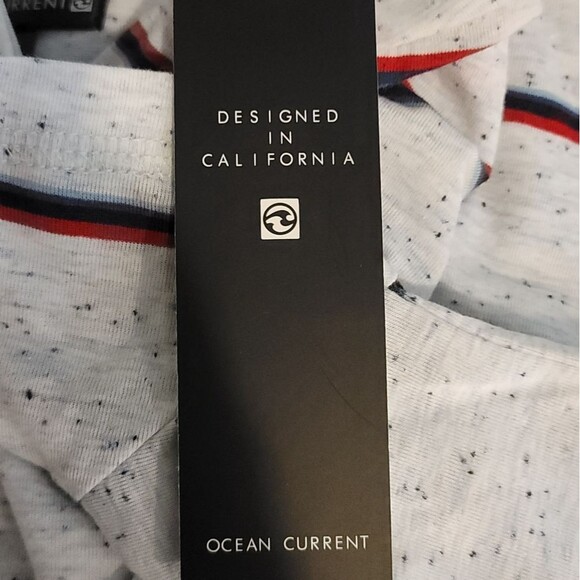 DESIGNED
IN
CALIFORNIA
OCEAN CURRENT